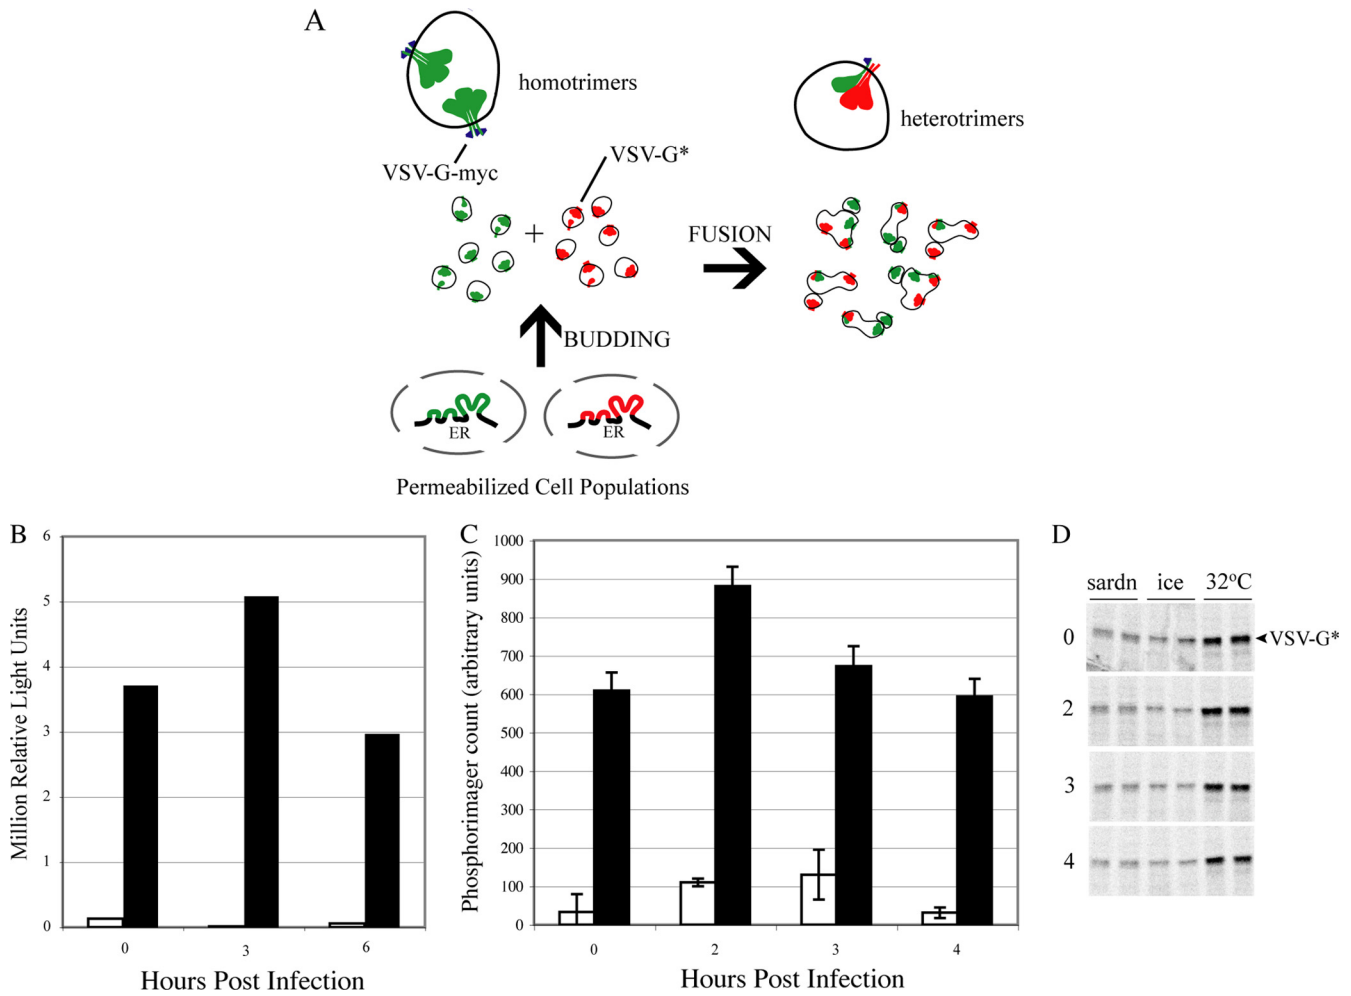 A
homotrimers
heterotrimers
VSV-G-myc
VSV-G*
+
FUSION
BUDDING
ER
ER
Permeabilized Cell Populations
B
Million Relative Light Units
6
5
4
3
2
1
0
0 3 6
Hours Post Infection
C
Phosphorimager count (arbitrary units)
1000
900
800
700
600
500
400
300
200
100
0
0 2 3 4
Hours Post Infection
D
sardn ice 32°C
0 VSV-G*
2
3
4